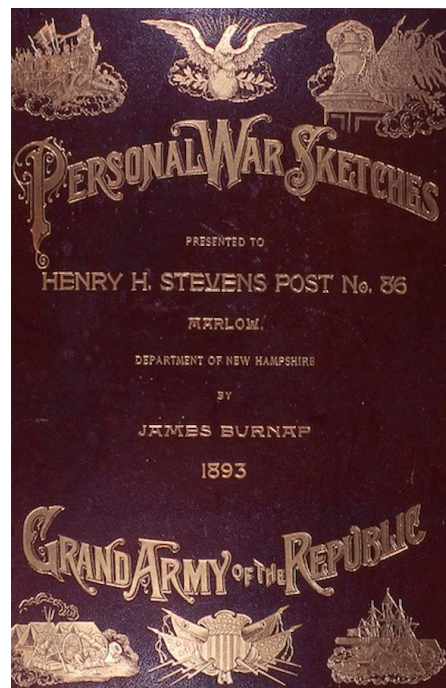 PERSONAL WAR SKETCHES
PRESENTED TO
HENRY H. STEVENS POST No. 86
MARLOW.
DEPARTMENT OF NEW HAMPSHIRE
BY
JAMES BURNAP
1893
GRAND ARMY OF THE REPUBLIC